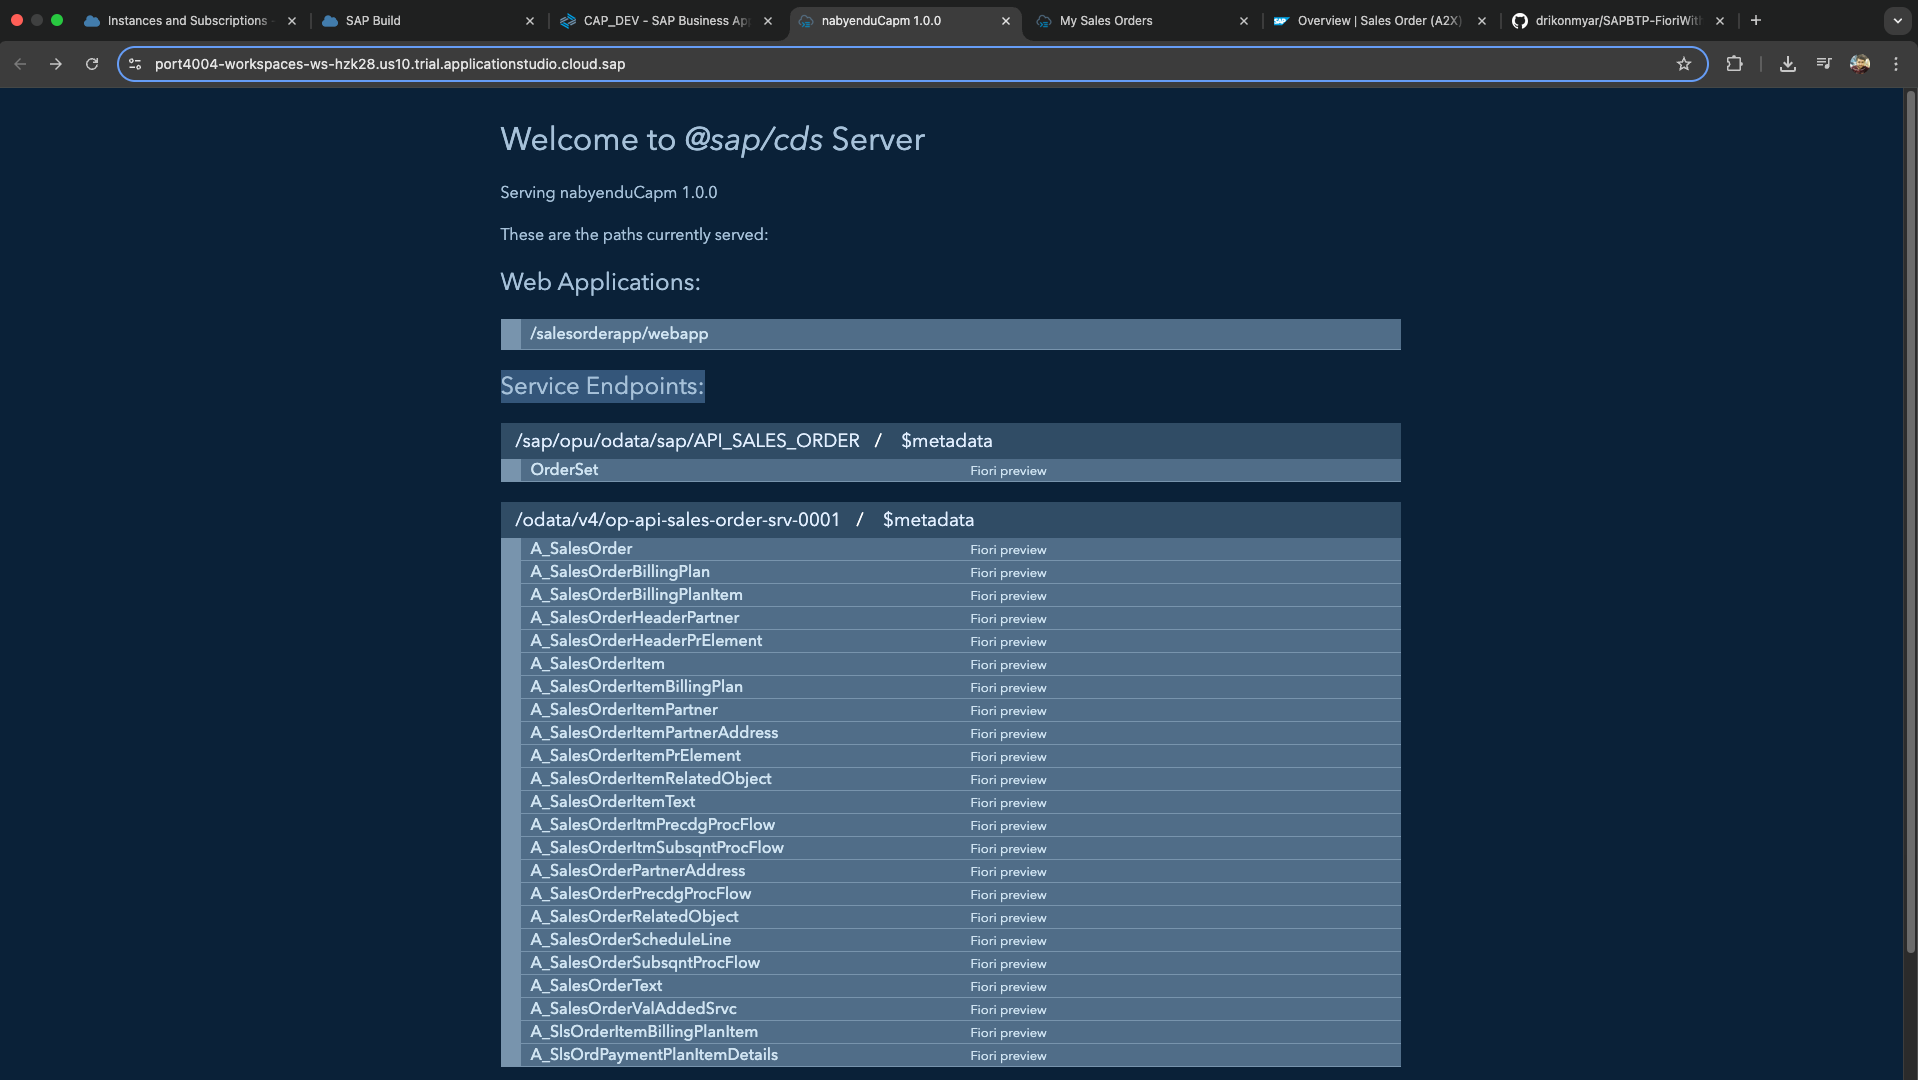 Instances and Subscriptions
SAP Build
CAP_DEV - SAP Business App
nabyenduCapm 1.0.0
My Sales Orders
SAP
Overview | Sales Order (A2X)
drikonmyar/SAPBTP-FioriWith
port4004-workspaces-ws-hzk28.us10.trial.applicationstudio.cloud.sap
Welcome to @sap/cds Server
Serving nabyenduCapm 1.0.0
These are the paths currently served:
Web Applications:
/salesorderapp/webapp
Service Endpoints:
/sap/opu/odata/sap/API_SALES_ORDER / $metadata
OrderSet Fiori preview
/odata/v4/op-api-sales-order-srv-0001 / $metadata
A_SalesOrder Fiori preview
A_SalesOrderBillingPlan Fiori preview
A_SalesOrderBillingPlanItem Fiori preview
A_SalesOrderHeaderPartner Fiori preview
A_SalesOrderHeaderPrElement Fiori preview
A_SalesOrderItem Fiori preview
A_SalesOrderItemBillingPlan Fiori preview
A_SalesOrderItemPartner Fiori preview
A_SalesOrderItemPartnerAddress Fiori preview
A_SalesOrderItemPrElement Fiori preview
A_SalesOrderItemRelatedObject Fiori preview
A_SalesOrderItemText Fiori preview
A_SalesOrderItmPrecdgProcFlow Fiori preview
A_SalesOrderItmSubsqntProcFlow Fiori preview
A_SalesOrderPartnerAddress Fiori preview
A_SalesOrderPrecdgProcFlow Fiori preview
A_SalesOrderRelatedObject Fiori preview
A_SalesOrderScheduleLine Fiori preview
A_SalesOrderSubsqntProcFlow Fiori preview
A_SalesOrderText Fiori preview
A_SalesOrderValAddedSrvc Fiori preview
A_SlsOrderItemBillingPlanItem Fiori preview
A_SlsOrdPaymentPlanItemDetails Fiori preview